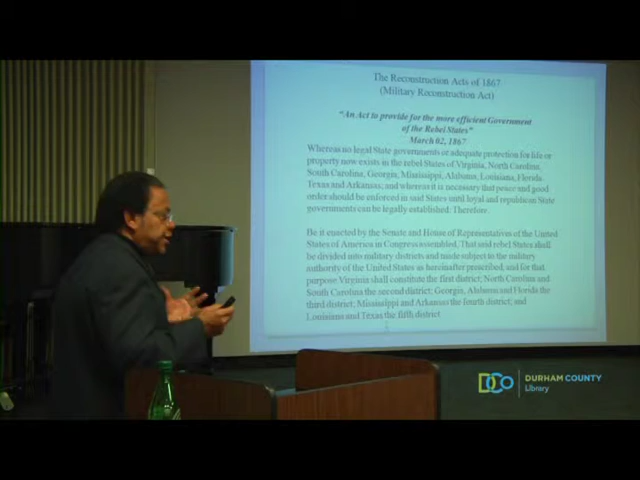 The Reconstruction Acts of 1867
(Military Reconstruction Act)
"An Act to provide for the more efficient Government
of the Rebel States"
March 02, 1867
Whereas no legal State governments or adequate protection for life or
property now exists in the rebel States of Virginia, North Carolina,
South Carolina, Georgia, Mississippi, Alabama, Louisiana, Florida,
Texas and Arkansas; and whereas it is necessary that peace and good
order should be enforced in said States until loyal and republican State
governments can be legally established: Therefore,
Be it enacted by the Senate and House of Representatives of the United
States of America in Congress assembled, That said rebel States shall
be divided into military districts and made subject to the military
authority of the United States as hereinafter prescribed, and for that
purpose Virginia shall constitute the first district; North Carolina and
South Carolina the second district; Georgia, Alabama and Florida the
third district; Mississippi and Arkansas the fourth district; and
Louisiana and Texas the fifth district
DCO
DURHAM COUNTY
Library